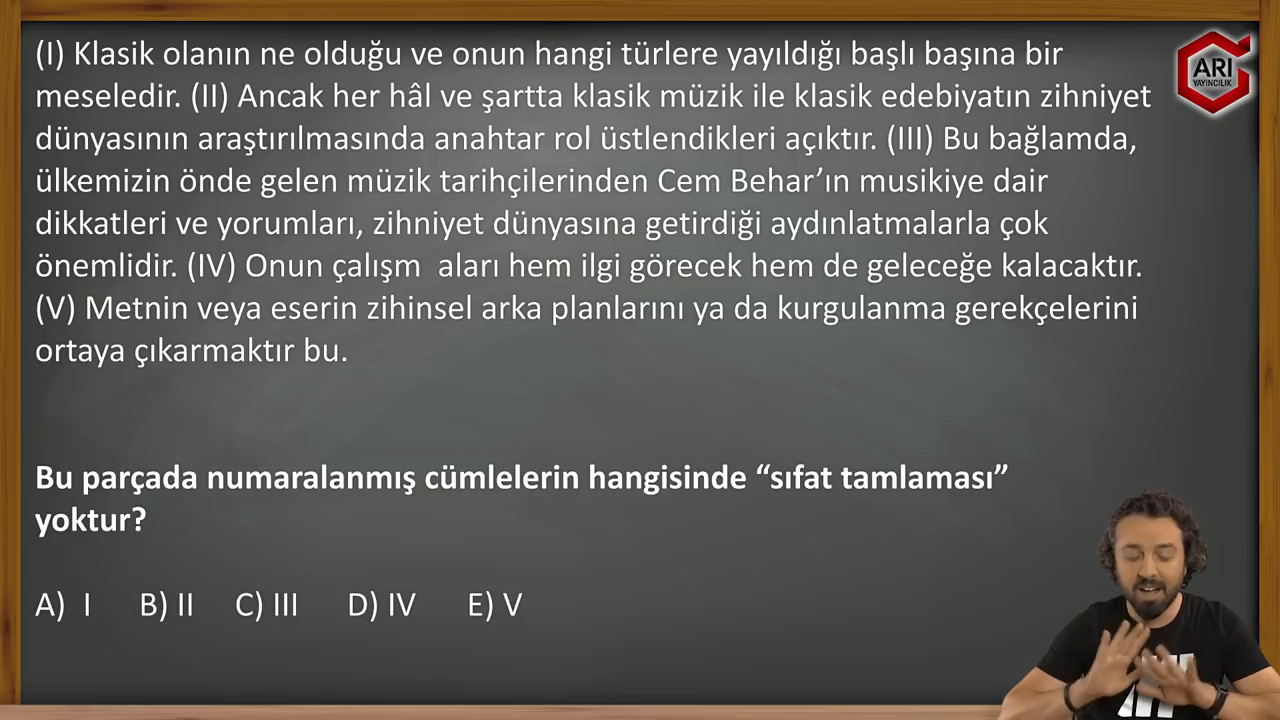 (I) Klasik olanın ne olduğu ve onun hangi türlere yayıldığı başlı başına bir
meseledir. (II) Ancak her hâl ve şartta klasik müzik ile klasik edebiyatın zihniyet
dünyasının araştırılmasında anahtar rol üstlendikleri açıktır. (III) Bu bağlamda,
ülkemizin önde gelen müzik tarihçilerinden Cem Behar’ın musikiye dair
dikkatleri ve yorumları, zihniyet dünyasına getirdiği aydınlatmalarla çok
önemlidir. (IV) Onun çalışm  aları hem ilgi görecek hem de geleceğe kalacaktır.
(V) Metnin veya eserin zihinsel arka planlarını ya da kurgulanma gerekçelerini
ortaya çıkarmaktır bu.
Bu parçada numaralanmış cümlelerin hangisinde “sıfat tamlaması”
yoktur?
A)  I     B) II    C) III     D) IV     E) V
ARI
YAYINCILIK